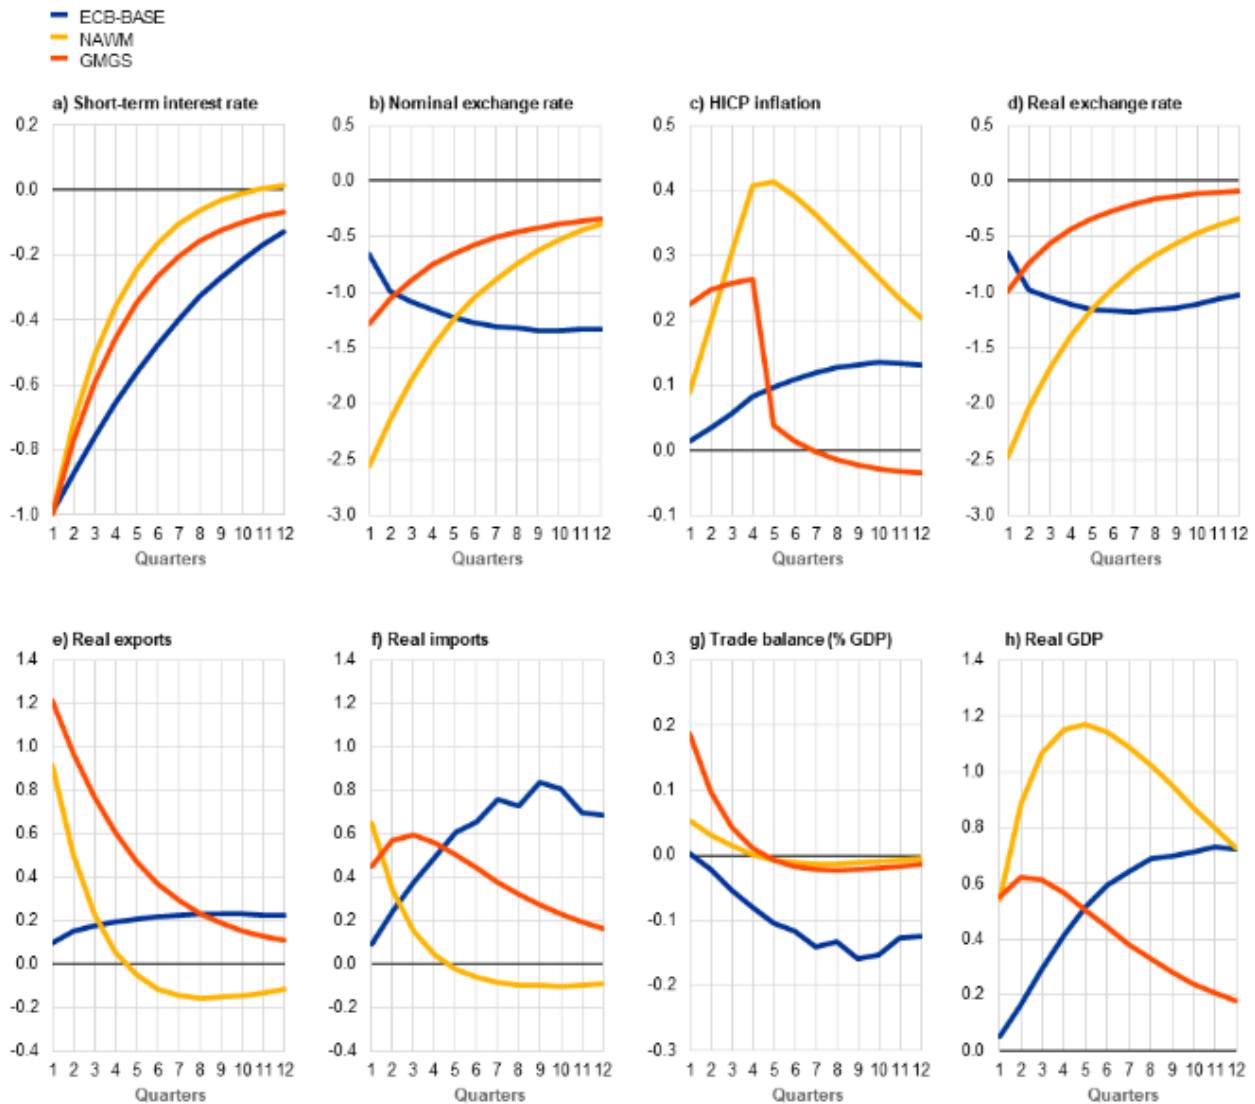 ECB-BASE
NAWM
GMGS
a) Short-term interest rate
b) Nominal exchange rate
c) HICP inflation
d) Real exchange rate
0.2
0.0
-0.2
-0.4
-0.6
-0.8
-1.0
1 2 3 4 5 6 7 8 9 10 11 12
Quarters
0.5
0.0
-0.5
-1.0
-1.5
-2.0
-2.5
-3.0
1 2 3 4 5 6 7 8 9 10 11 12
Quarters
0.5
0.4
0.3
0.2
0.1
0.0
-0.1
1 2 3 4 5 6 7 8 9 10 11 12
Quarters
0.5
0.0
-0.5
-1.0
-1.5
-2.0
-2.5
-3.0
1 2 3 4 5 6 7 8 9 10 11 12
Quarters
e) Real exports
f) Real imports
g) Trade balance (% GDP)
h) Real GDP
1.4
1.2
1.0
0.8
0.6
0.4
0.2
0.0
-0.2
-0.4
1 2 3 4 5 6 7 8 9 10 11 12
Quarters
1.4
1.2
1.0
0.8
0.6
0.4
0.2
0.0
-0.2
-0.4
1 2 3 4 5 6 7 8 9 10 11 12
Quarters
0.3
0.2
0.1
0.0
-0.1
-0.2
-0.3
1 2 3 4 5 6 7 8 9 10 11 12
Quarters
1.4
1.2
1.0
0.8
0.6
0.4
0.2
0.0
1 2 3 4 5 6 7 8 9 10 11 12
Quarters